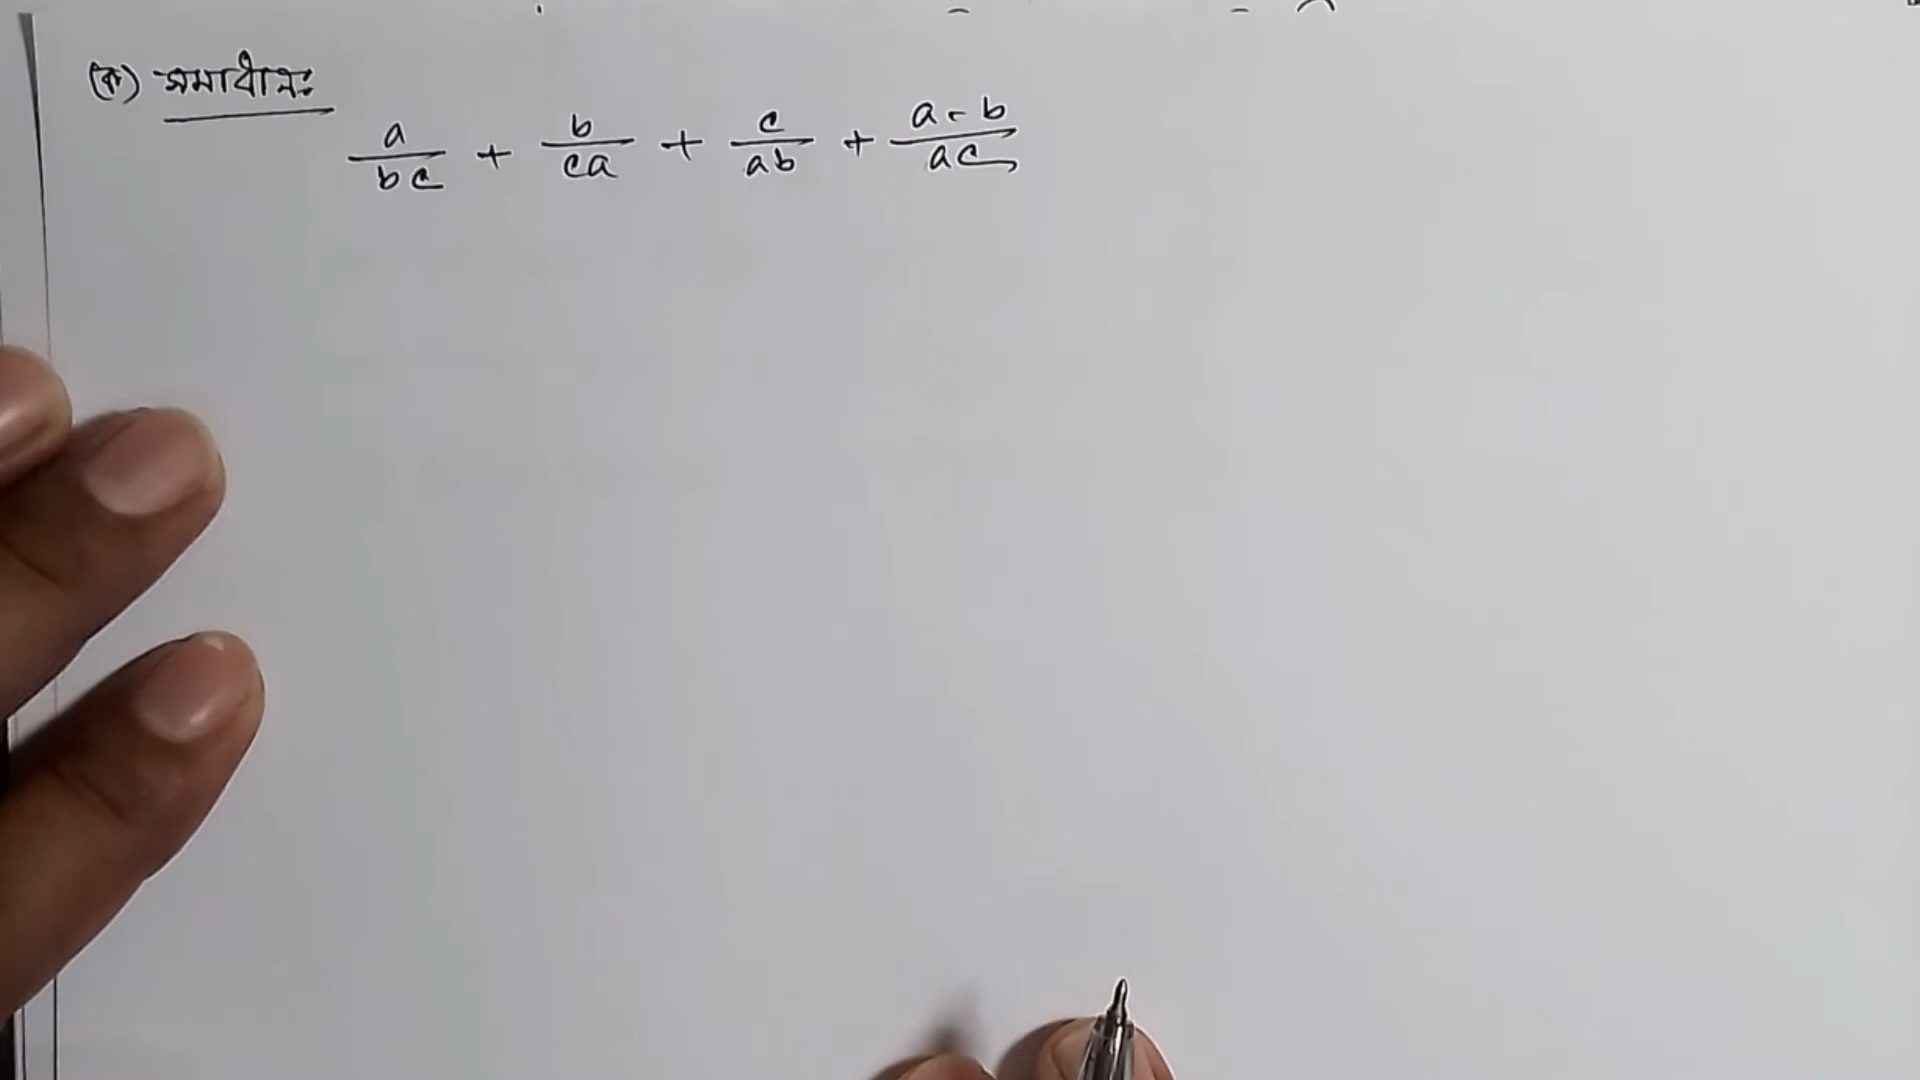 (ক) সমাধানঃ
a/bc + b/ca + c/ab + a-b/ac